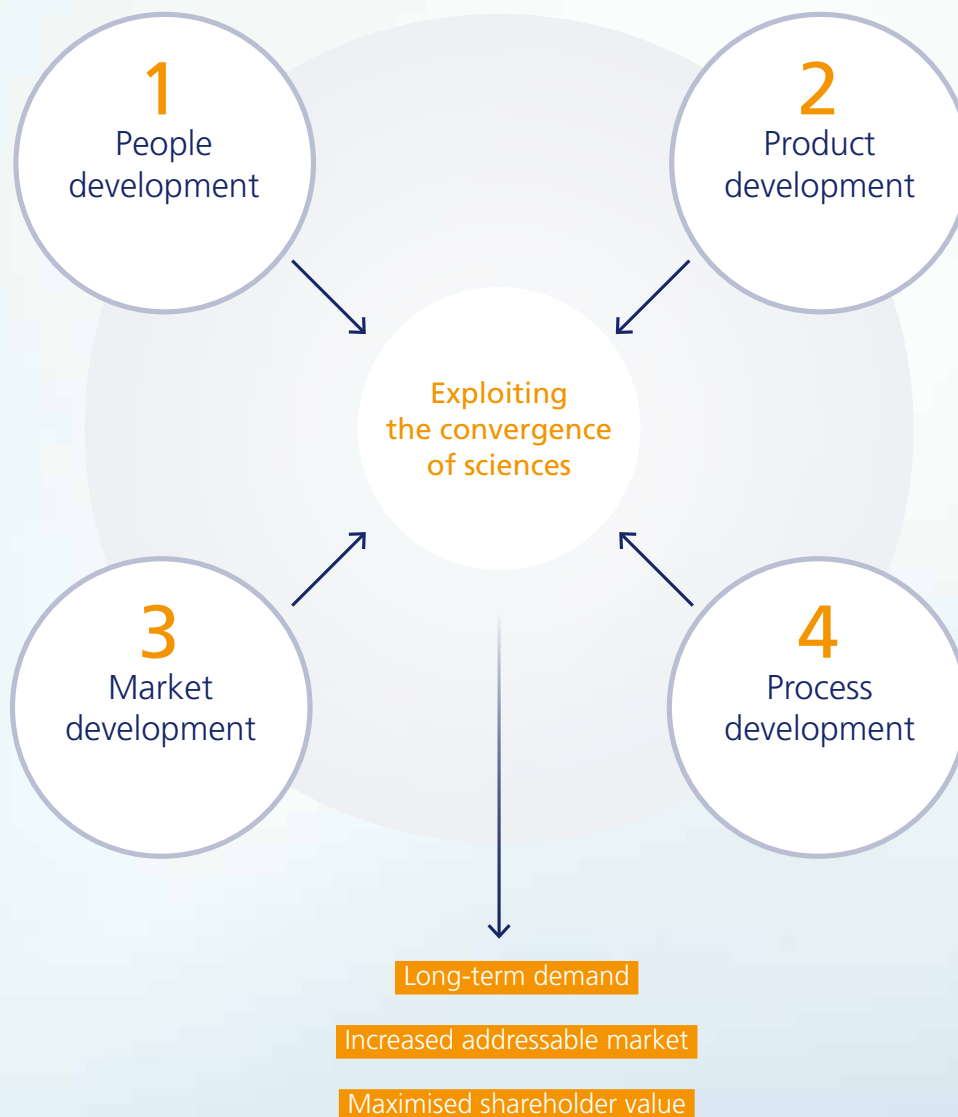 1
People
development
2
Product
development
Exploiting
the convergence
of sciences
3
Market
development
4
Process
development
Long-term demand
Increased addressable market
Maximised shareholder value